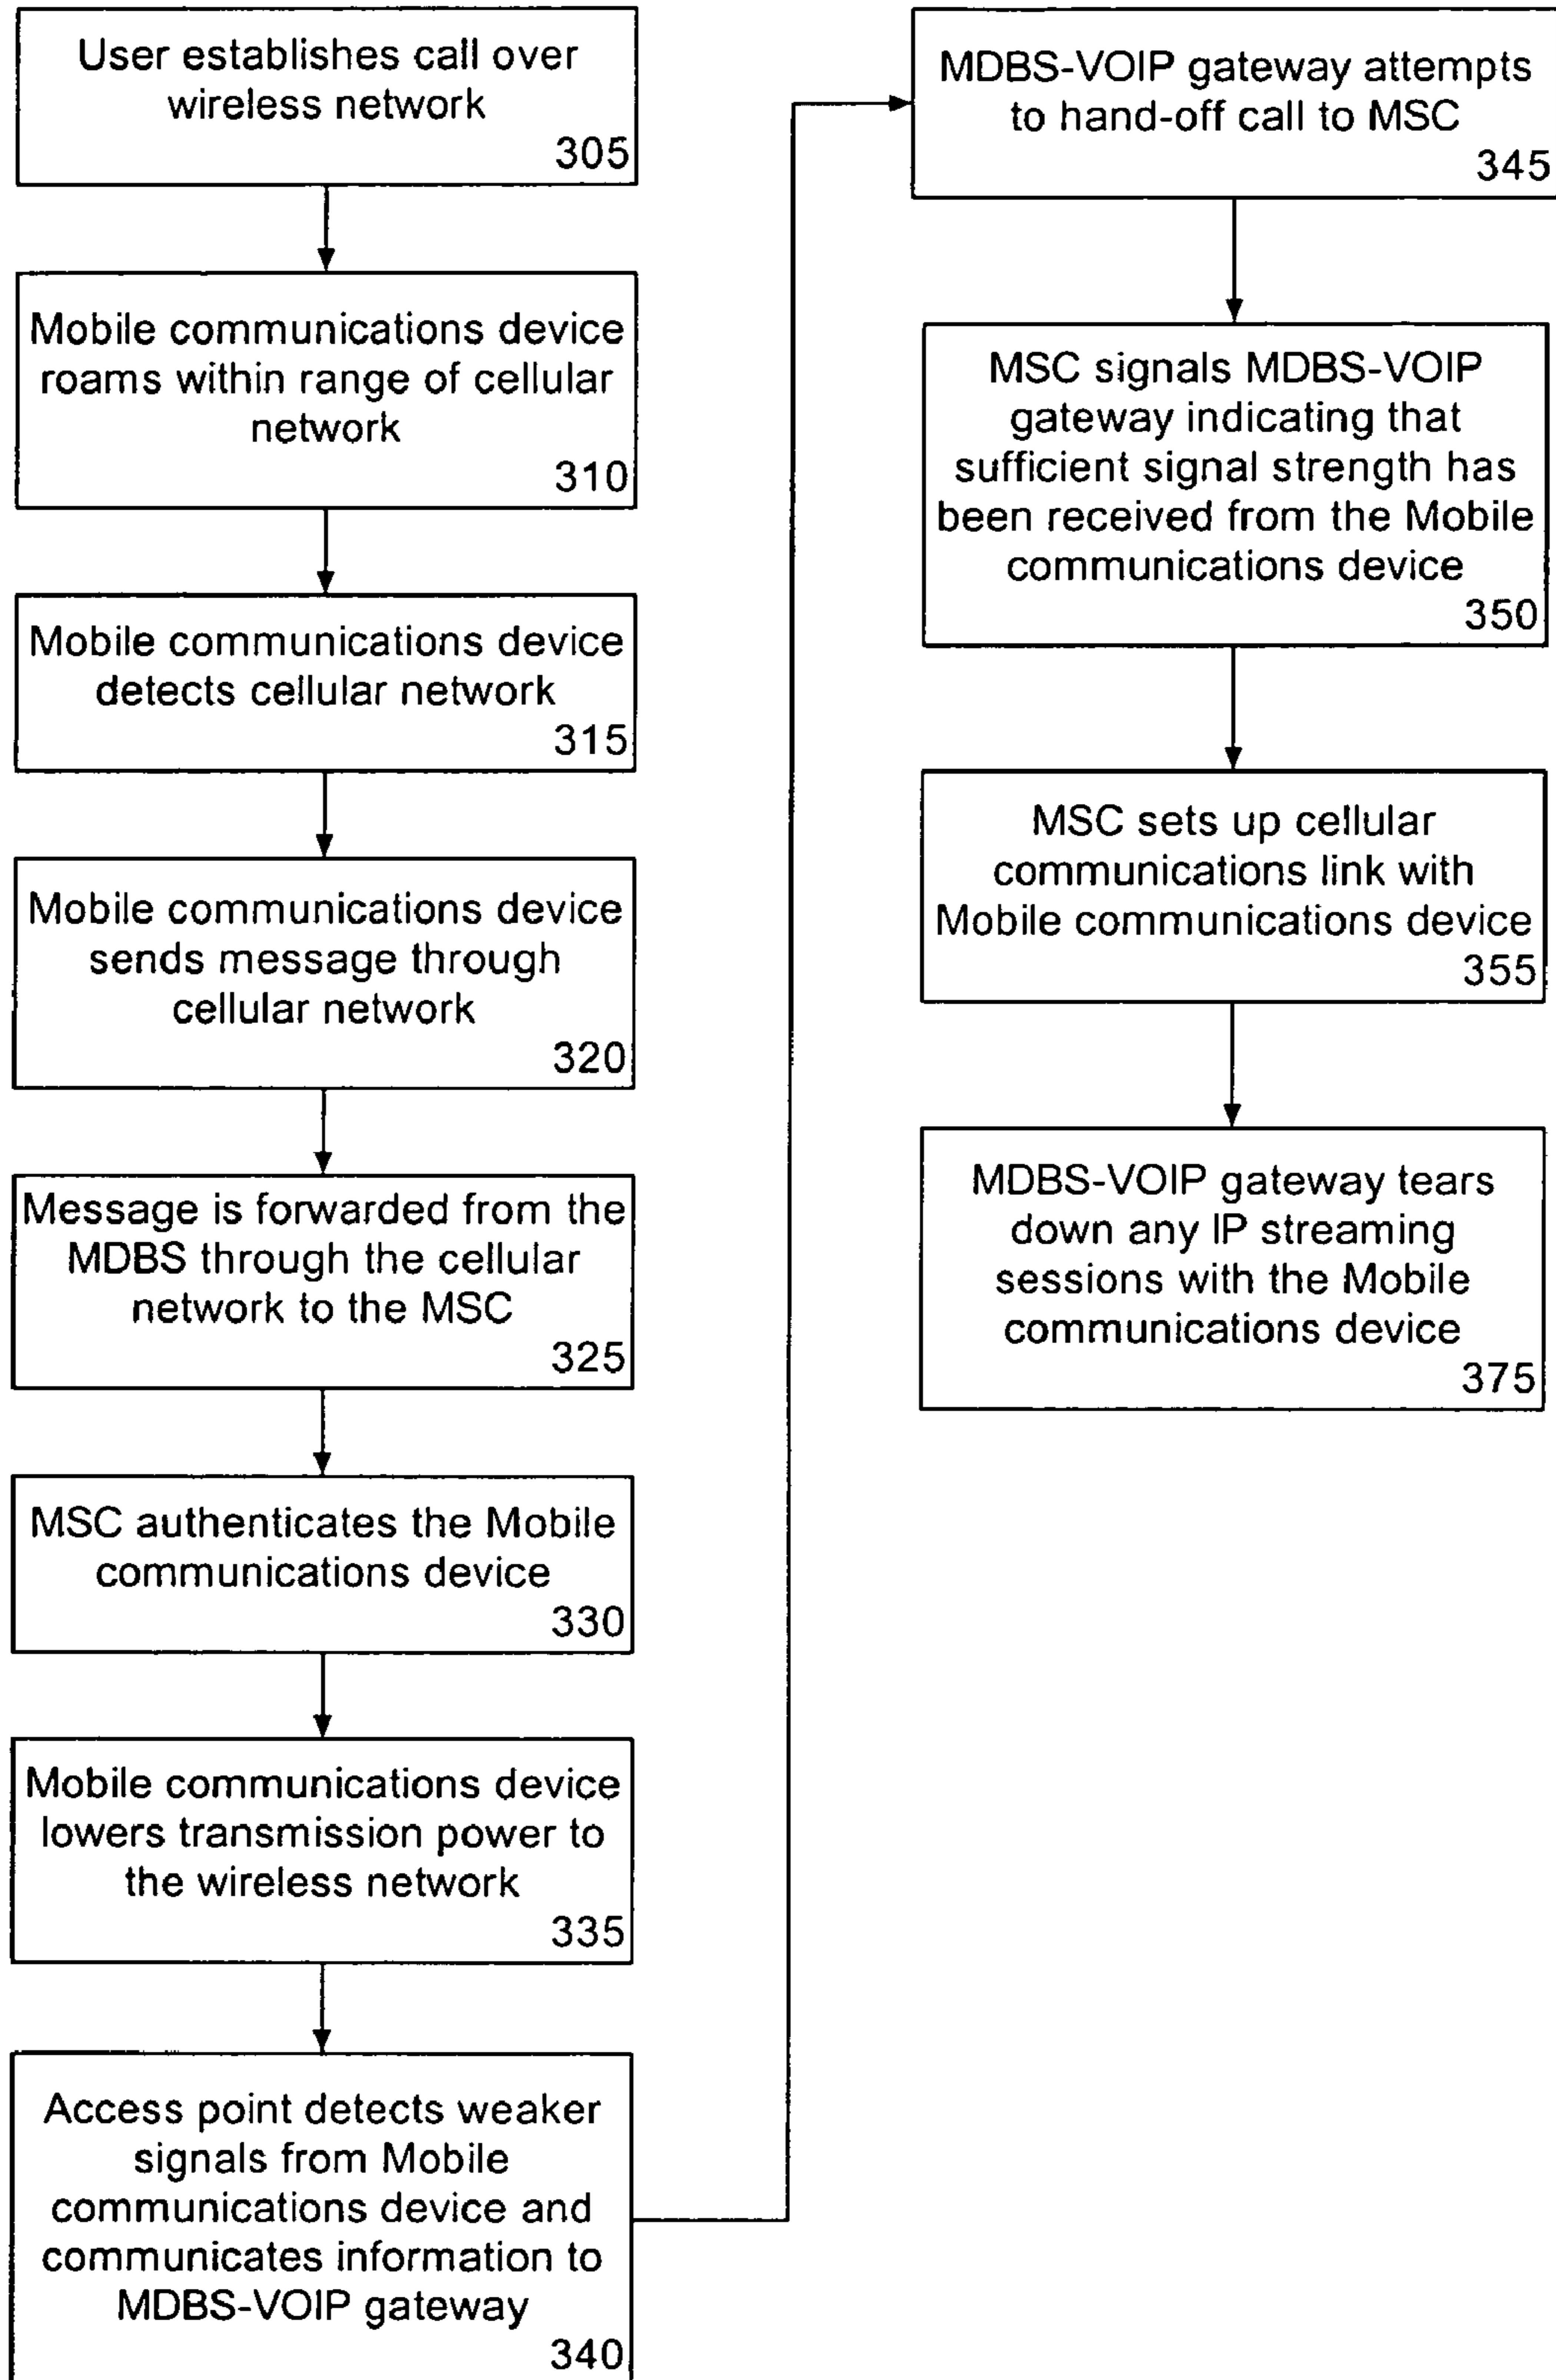 User establishes call over
wireless network
305
Mobile communications device
roams within range of cellular
network
310
Mobile communications device
detects cellular network
315
Mobile communications device
sends message through
cellular network
320
Message is forwarded from the
MDBS through the cellular
network to the MSC
325
MSC authenticates the Mobile
communications device
330
Mobile communications device
lowers transmission power to
the wireless network
335
Access point detects weaker
signals from Mobile
communications device and
communicates information to
MDBS-VOIP gateway
340
MDBS-VOIP gateway attempts
to hand-off call to MSC
345
MSC signals MDBS-VOIP
gateway indicating that
sufficient signal strength has
been received from the Mobile
communications device
350
MSC sets up cellular
communications link with
Mobile communications device
355
MDBS-VOIP gateway tears
down any IP streaming
sessions with the Mobile
communications device
375